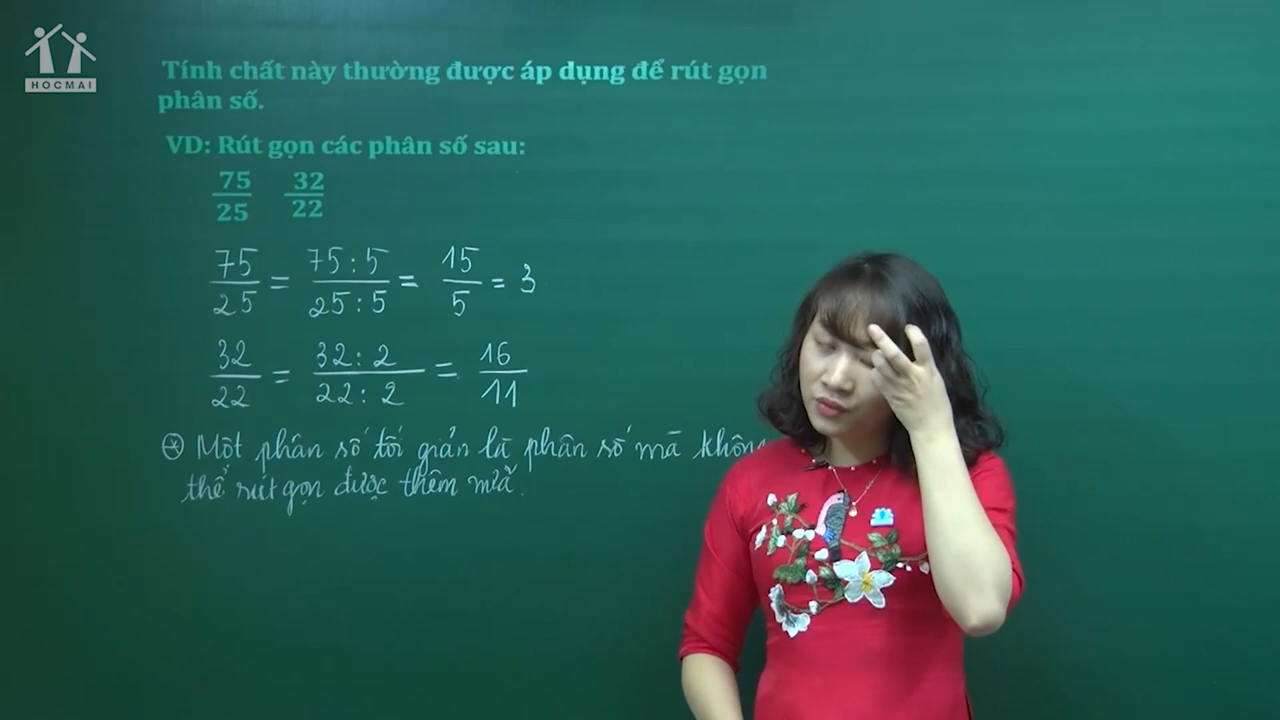 HOCMAI
Tính chất này thường được áp dụng để rút gọn
phân số.
VD: Rút gọn các phân số sau:
75/25 32/22
75/25 = 75:5/25:5 = 15/5 = 3
32/22 = 32:2/22:2 = 16/11
⊛ Một phân số tối giản là phân số mà
thể rút gọn được thêm nữa.